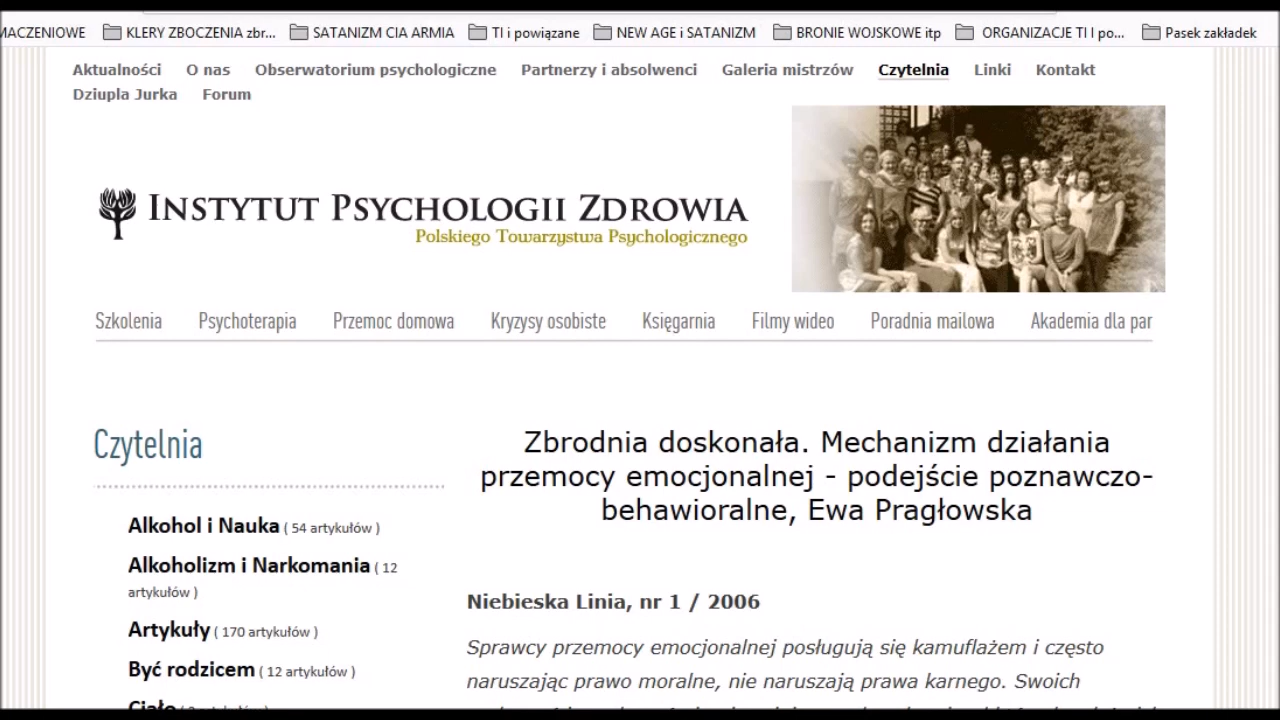 MACZENIOWE KLERY ZBOCZENIA zbr... SATANIZM CIA ARMIA TI i powiązane NEW AGE i SATANIZM BRONIE WOJSKOWE itp ORGANIZACJE TI I po... Pasek zakładek
Aktualności O nas Obserwatorium psychologiczne Partnerzy i absolwenci Galeria mistrzów Czytelnia Linki Kontakt
Dziupla Jurka Forum
Instytut Psychologii Zdrowia
Polskiego Towarzystwa Psychologicznego
Szkolenia Psychoterapia Przemoc domowa Kryzysy osobiste Księgarnia Filmy wideo Poradnia mailowa Akademia dla par
Czytelnia
Alkohol i Nauka ( 54 artykułów )
Alkoholizm i Narkomania ( 12
artykułów )
Artykuły ( 170 artykułów )
Być rodzicem ( 12 artykułów )
Ciało
Zbrodnia doskonała. Mechanizm działania
przemocy emocjonalnej - podejście poznawczo-
behawioralne, Ewa Pragłowska
Niebieska Linia, nr 1 / 2006
Sprawcy przemocy emocjonalnej posługują się kamuflażem i często
naruszając prawo moralne, nie naruszają prawa karnego. Swoich